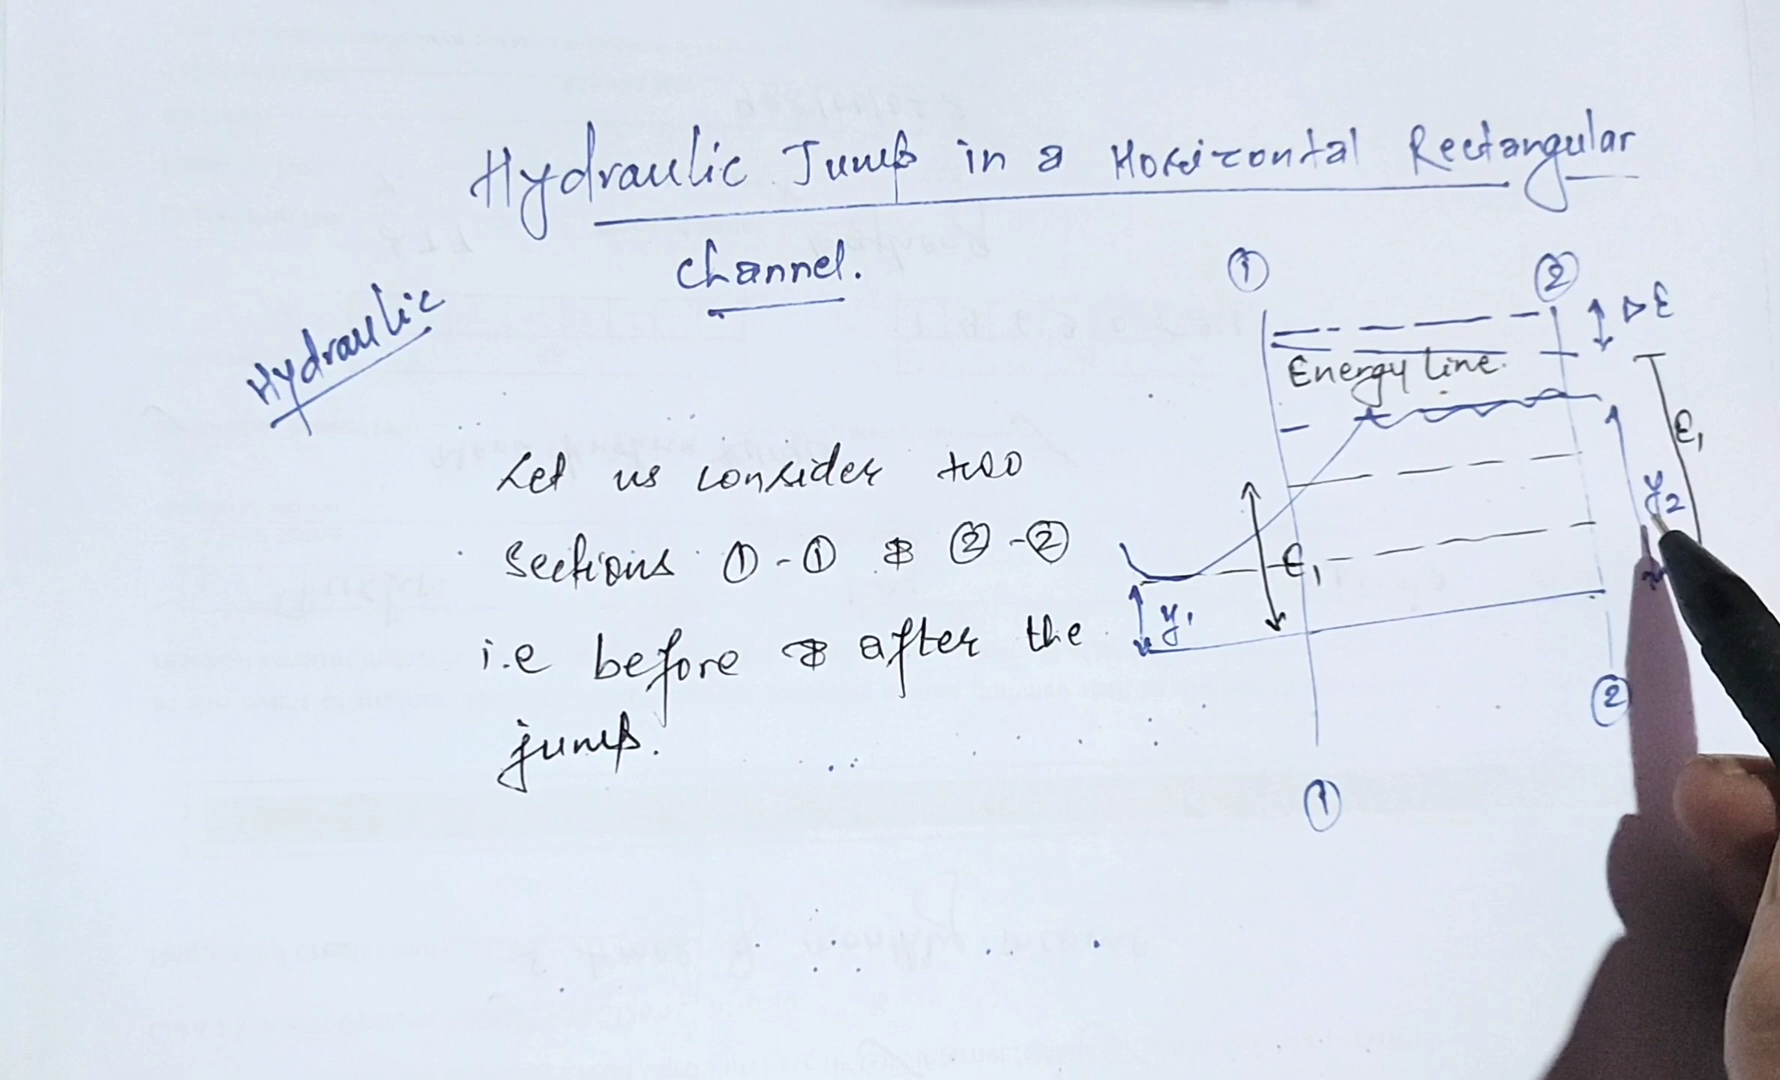 Hydraulic Jump in a Horizontal Rectangular
Channel.
Hydraulic
Let us consider two
sections ①-① & ②-②
i.e before & after the
jump.
① ②
ΔE
Energy line.
E₁
y₂
E₁
y₁
②
①